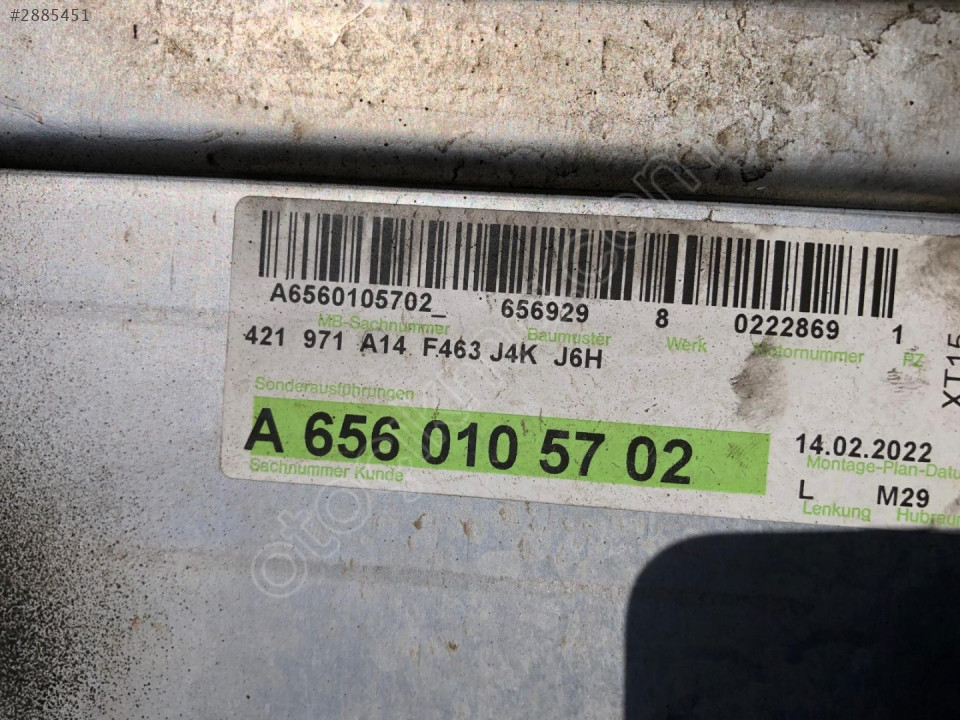 #2885451
A6560105702_ 656929 8 0222869 1
MB-Sachnummer Baumuster Werk Motornummer PZ
421 971 A14 F463 J4K J6H
XT15
Sonderausführungen
A 656 010 57 02
14.02.2022
Sachnummer Kunde
Montage-Plan-Datu
L M29
Lenkung Hubraum